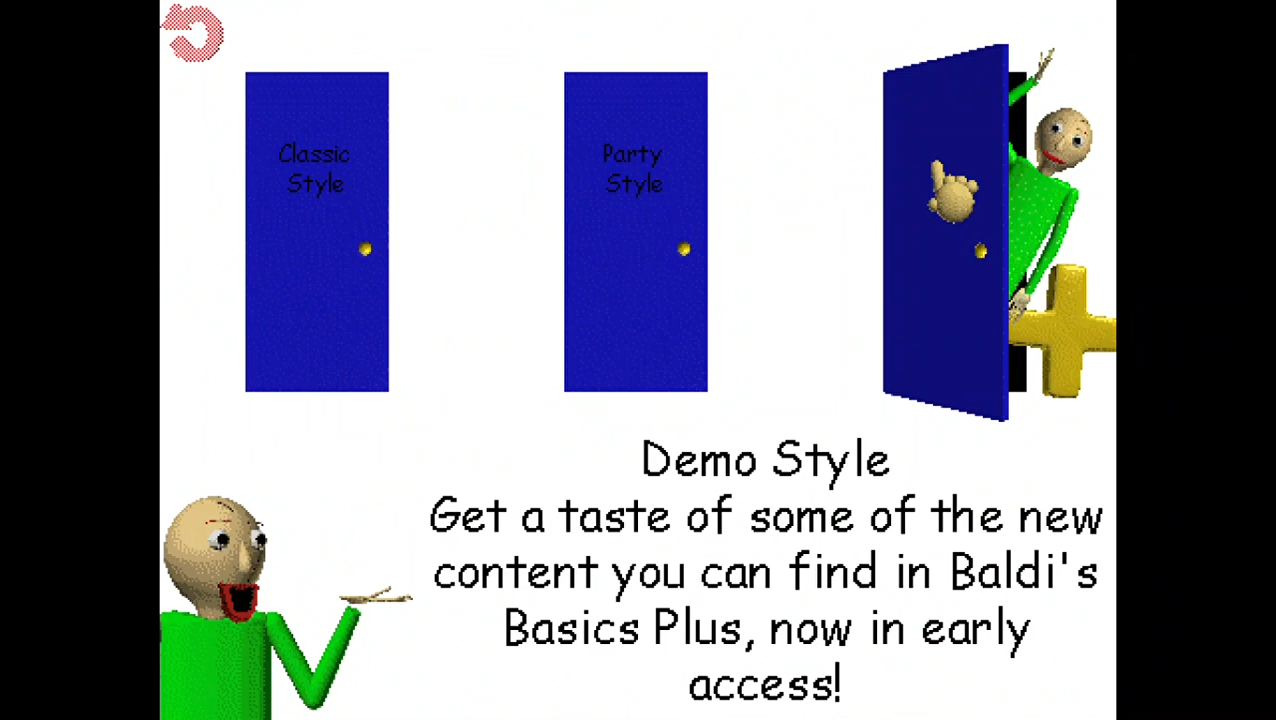 Classic
Style
Party
Style
Demo Style
Get a taste of some of the new
content you can find in Baldi's
Basics Plus, now in early
access!